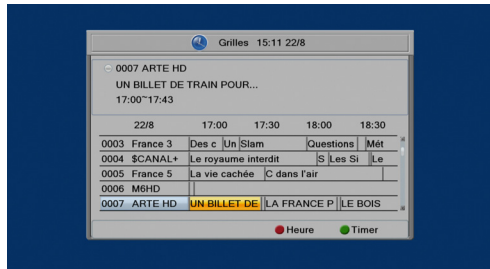 Grilles 15:11 22/8
0007 ARTE HD
UN BILLET DE TRAIN POUR...
17:00~17:43
22/8 17:00 17:30 18:00 18:30
0003 France 3 Des c Un Slam Questions Mét
0004 $CANAL+ Le royaume interdit S Les Si Le
0005 France 5 La vie cachée C dans l'air
0006 M6HD
0007 ARTE HD UN BILLET DE LA FRANCE P LE BOIS
Heure Timer